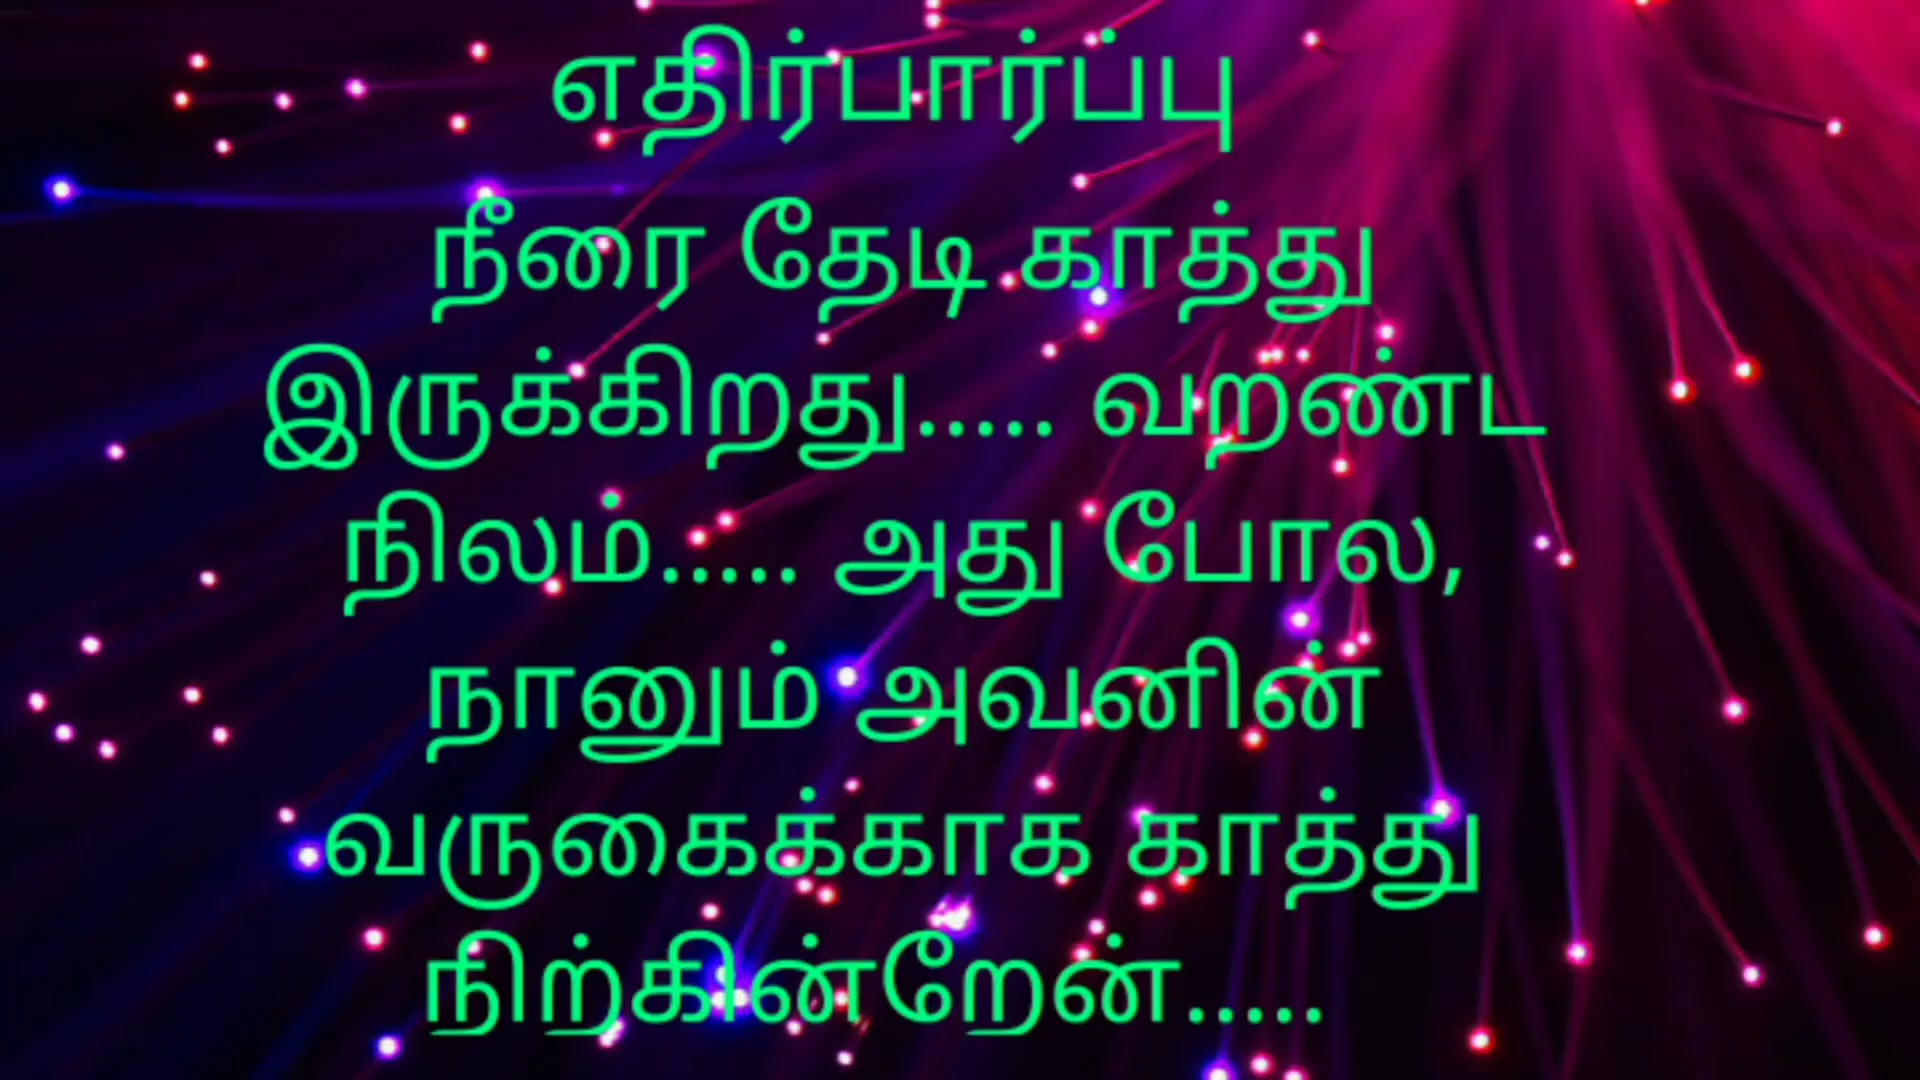 எதிர்பார்ப்பு
நீரை தேடி காத்து
இருக்கிறது..... வறண்ட
நிலம்..... அது போல,
நானும் அவனின்
வருகைக்காக காத்து
நிற்கின்றேன்.....